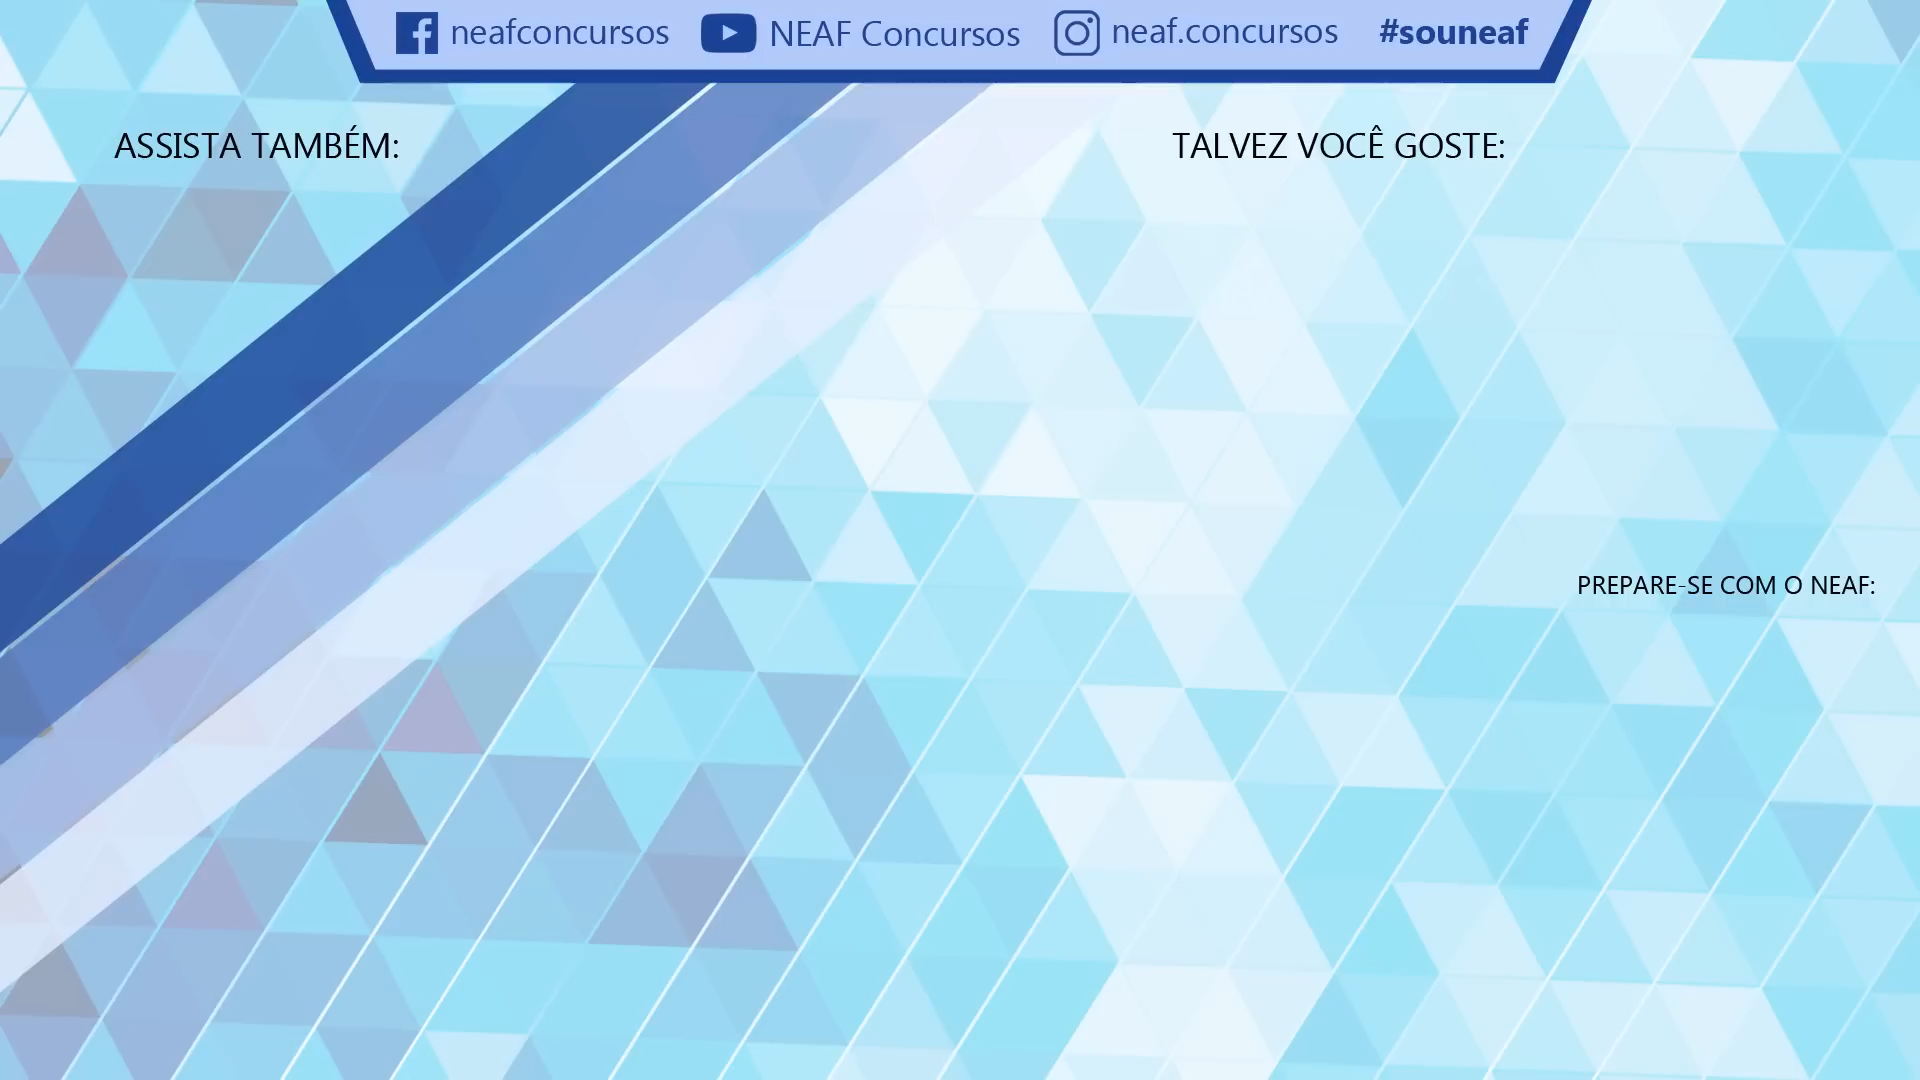 neafconcursos NEAF Concursos neaf.concursos #souneaf
ASSISTA TAMBÉM:
TALVEZ VOCÊ GOSTE:
PREPARE-SE COM O NEAF: